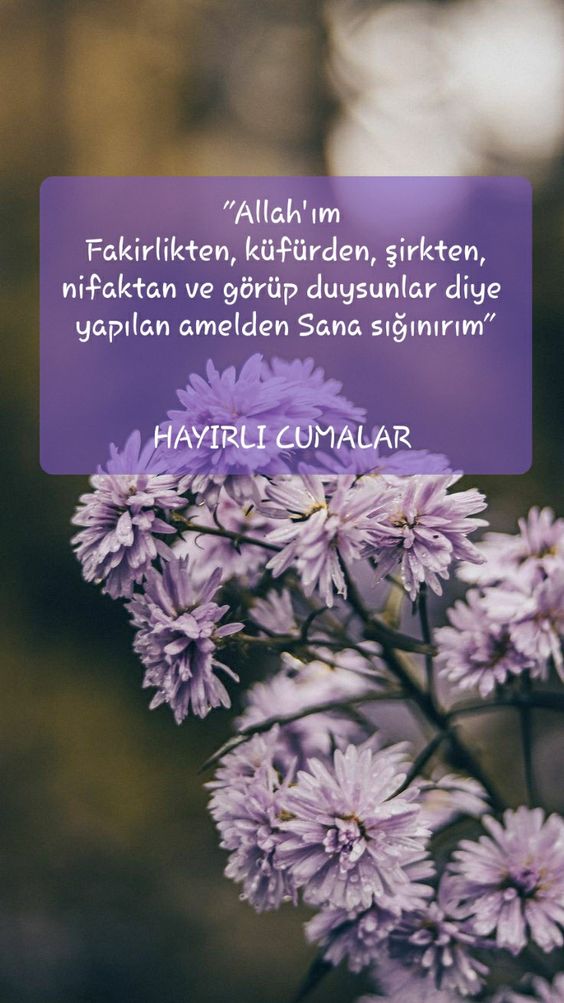 "Allah'ım
Fakirlikten, küfürden, şirkten,
nifaktan ve görüp duysunlar diye
yapılan amelden Sana sığınırım"
HAYIRLI CUMALAR